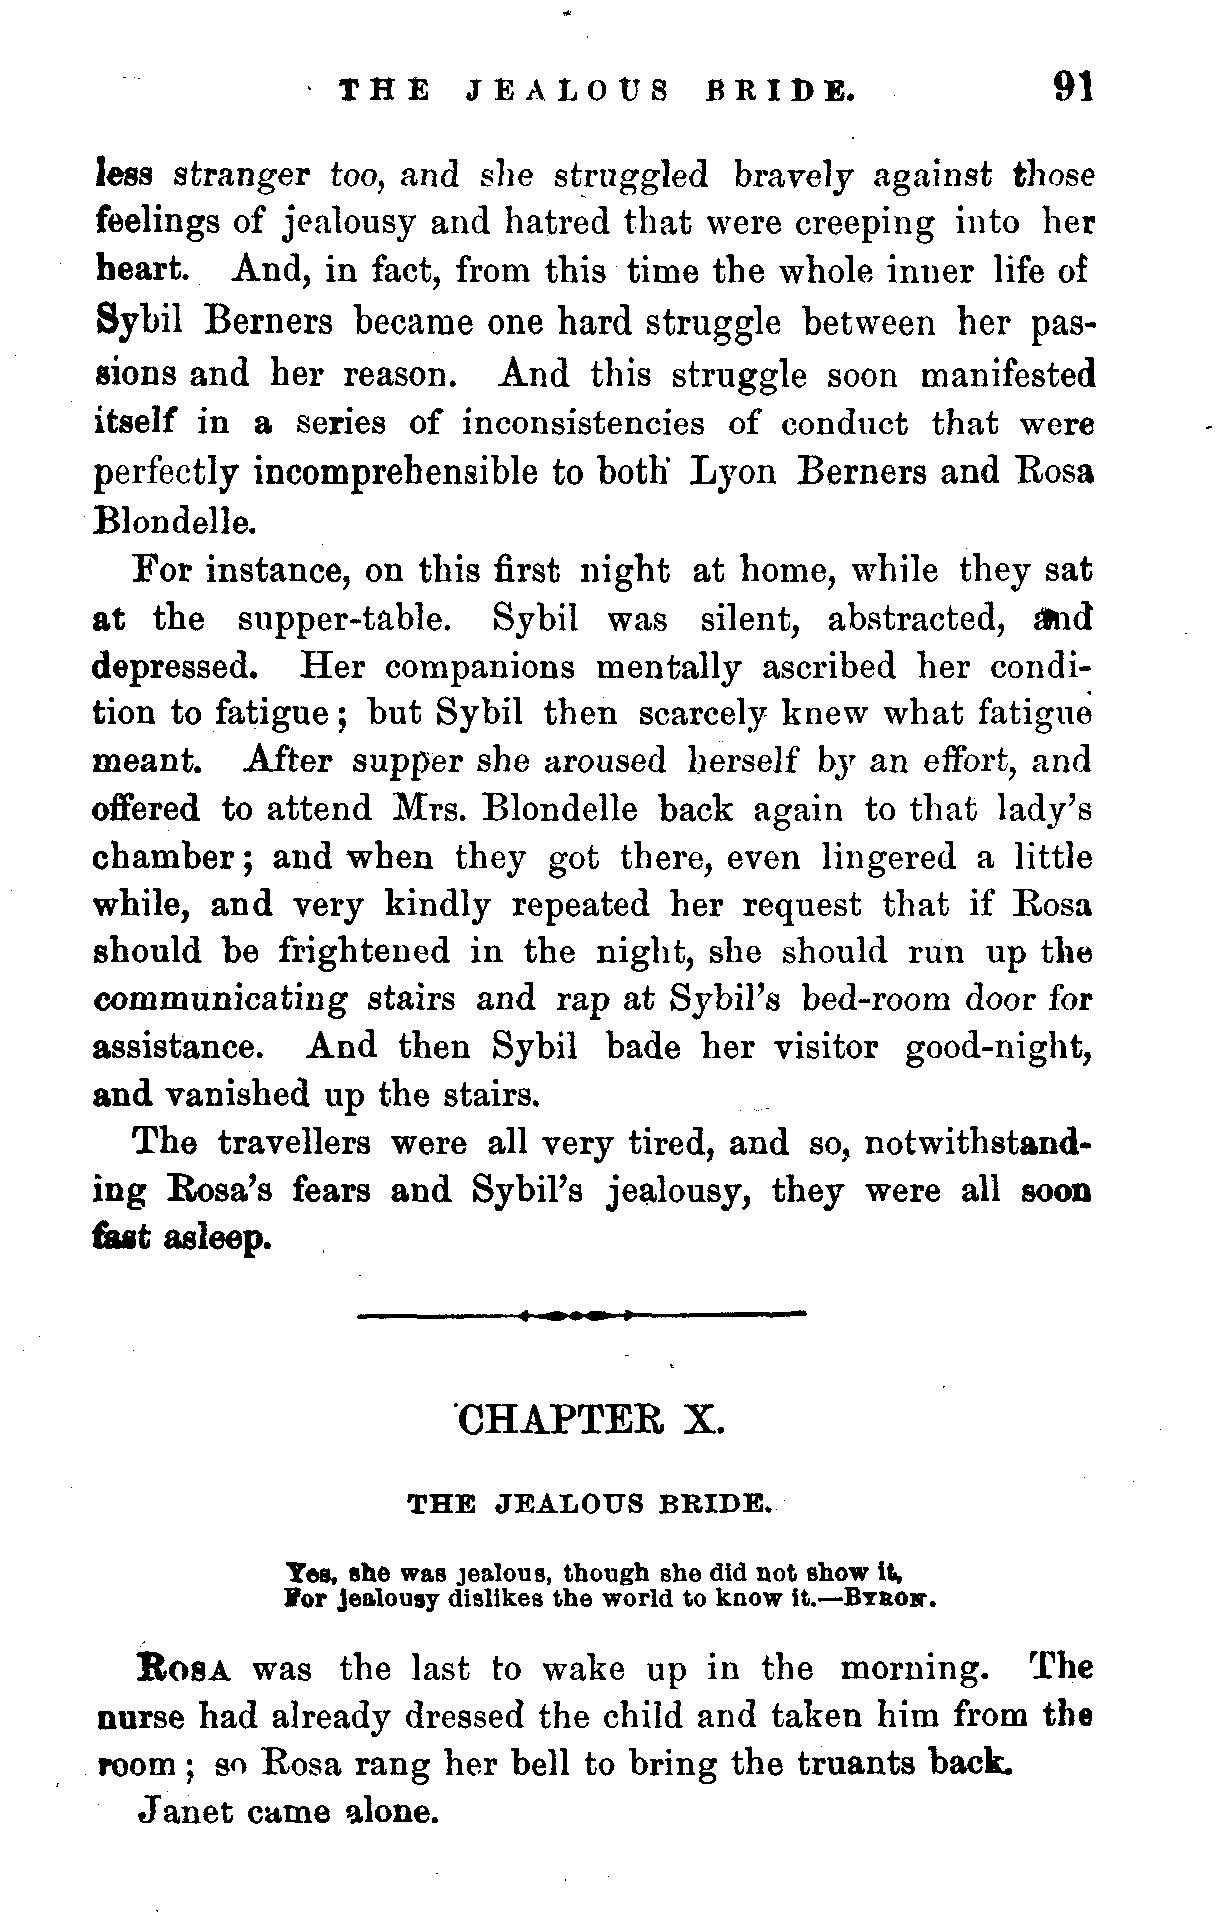 THE JEALOUS BRIDE. 91
less stranger too, and she struggled bravely against those
feelings of jealousy and hatred that were creeping into her
heart. And, in fact, from this time the whole inner life of
Sybil Berners became one hard struggle between her pas-
sions and her reason. And this struggle soon manifested
itself in a series of inconsistencies of conduct that were
perfectly incomprehensible to both Lyon Berners and Rosa
Blondelle.
For instance, on this first night at home, while they sat
at the supper-table. Sybil was silent, abstracted, and
depressed. Her companions mentally ascribed her condi-
tion to fatigue; but Sybil then scarcely knew what fatigue
meant. After supper she aroused herself by an effort, and
offered to attend Mrs. Blondelle back again to that lady's
chamber; and when they got there, even lingered a little
while, and very kindly repeated her request that if Rosa
should be frightened in the night, she should run up the
communicating stairs and rap at Sybil's bed-room door for
assistance. And then Sybil bade her visitor good-night,
and vanished up the stairs.
The travellers were all very tired, and so, notwithstand-
ing Rosa's fears and Sybil's jealousy, they were all soon
fast asleep.
CHAPTER X.
THE JEALOUS BRIDE.
Yes, she was jealous, though she did not show it,
For jealousy dislikes the world to know it.—BYRON.
ROSA was the last to wake up in the morning. The
nurse had already dressed the child and taken him from the
room; so Rosa rang her bell to bring the truants back.
Janet came alone.